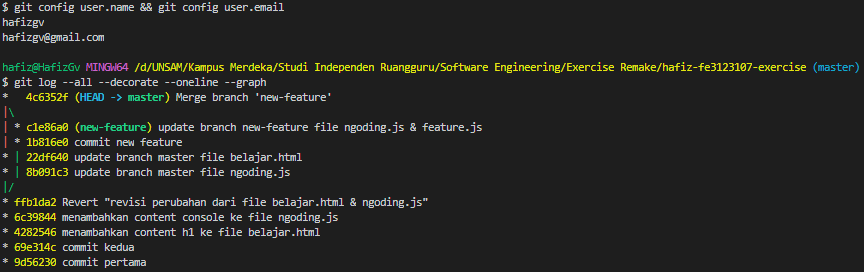 $ git config user.name && git config user.email
hafizgv
hafizgv@gmail.com
hafiz@HafizGv MINGW64 /d/UNSAM/Kampus Merdeka/Studi Independen Ruangguru/Software Engineering/Exercise Remake/hafiz-fe3123107-exercise (master)
$ git log --all --decorate --oneline --graph
*   4c6352f (HEAD -> master) Merge branch 'new-feature'
|\
| * c1e86a0 (new-feature) update branch new-feature file ngoding.js & feature.js
| * 1b816e0 commit new feature
* | 22df640 update branch master file belajar.html
* | 8b091c3 update branch master file ngoding.js
|/
* ffb1da2 Revert "revisi perubahan dari file belajar.html & ngoding.js"
* 6c39844 menambahkan content console ke file ngoding.js
* 4282546 menambahkan content h1 ke file belajar.html
* 69e314c commit kedua
* 9d56230 commit pertama